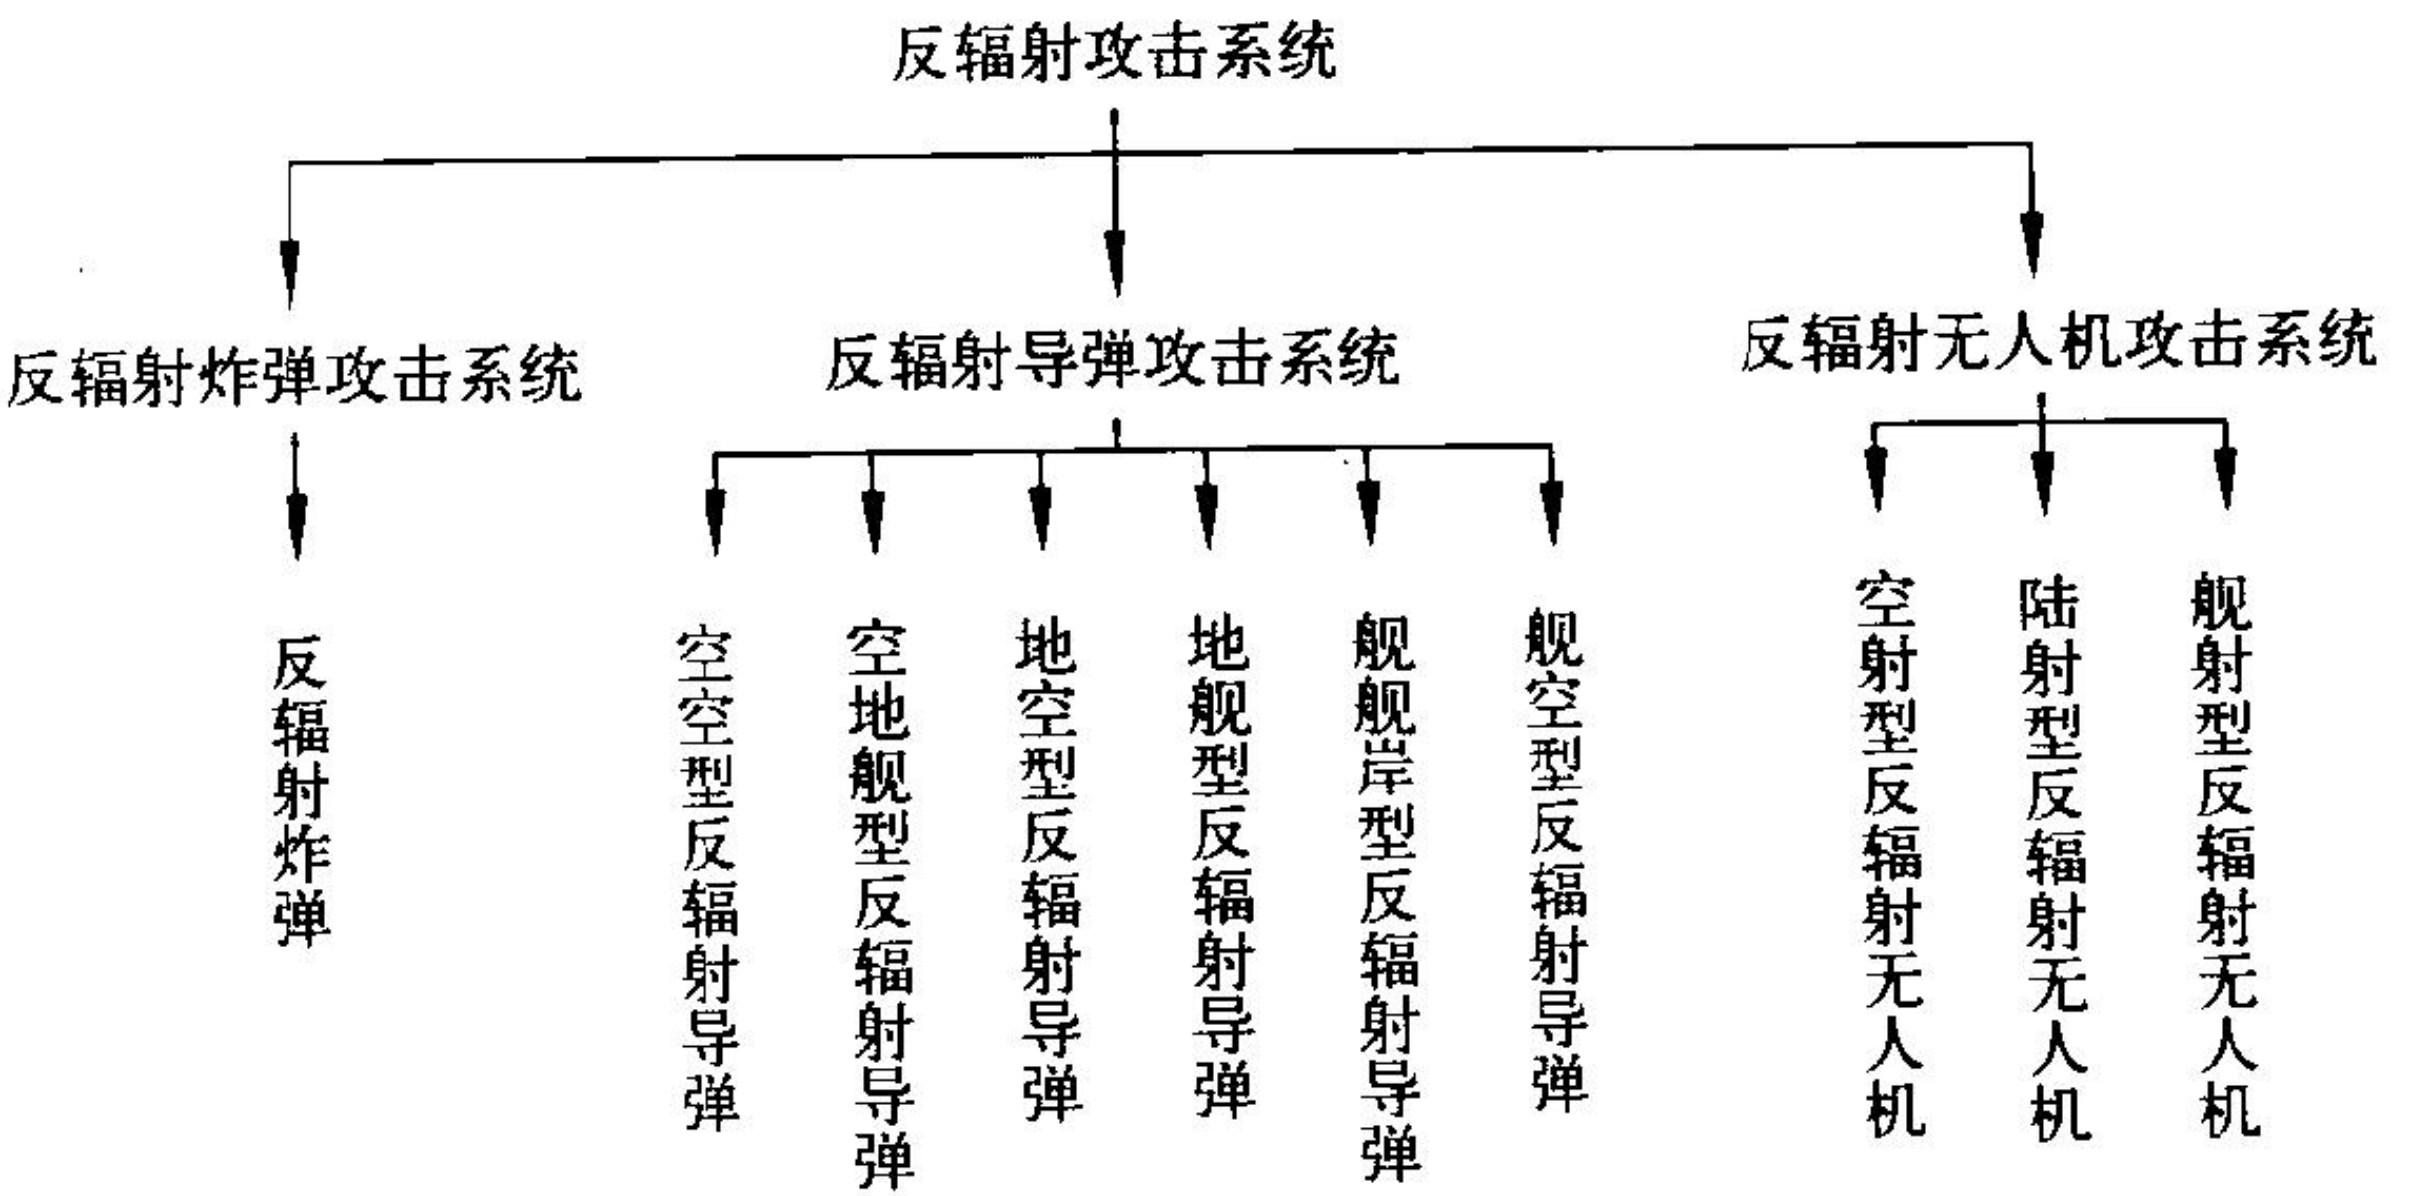 反辐射攻击系统
反辐射炸弹攻击系统
反辐射导弹攻击系统
反辐射无人机攻击系统
反辐射炸弹
空空型反辐射导弹
空地舰型反辐射导弹
地空型反辐射导弹
地舰型反辐射导弹
舰舰岸型反辐射导弹
舰空型反辐射导弹
空射型反辐射无人机
陆射型反辐射无人机
舰射型反辐射无人机